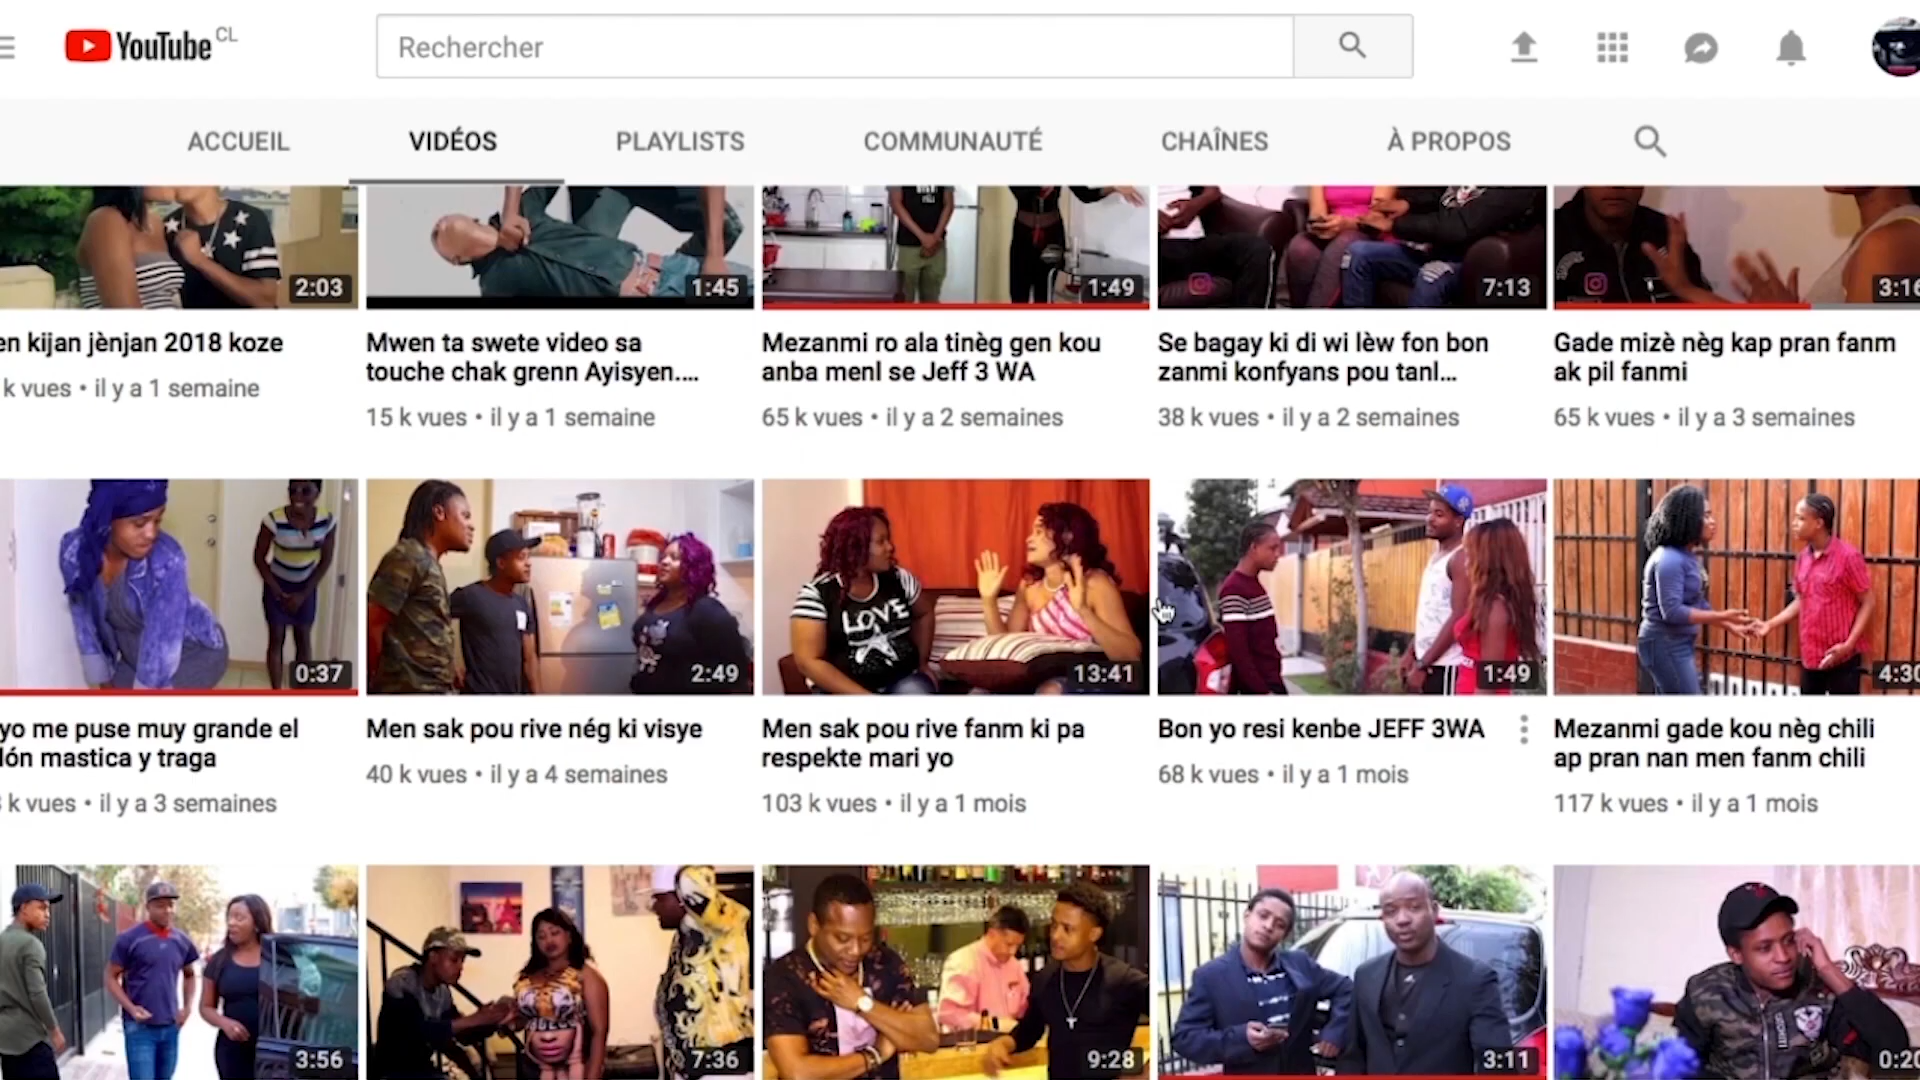 YouTube CL
Rechercher
ACCUEIL
VIDÉOS
PLAYLISTS
COMMUNAUTÉ
CHAÎNES
À PROPOS
2:03
1:45
1:49
7:13
3:16
en kijan jènjan 2018 koze
k vues • il y a 1 semaine
Mwen ta swete video sa
touche chak grenn Ayisyen....
15 k vues • il y a 1 semaine
Mezanmi ro ala tinèg gen kou
anba menl se Jeff 3 WA
65 k vues • il y a 2 semaines
Se bagay ki di wi lèw fon bon
zanmi konfyans pou tanl...
38 k vues • il y a 2 semaines
Gade mizè nèg kap pran fanm
ak pil fanmi
65 k vues • il y a 3 semaines
LOVE
0:37
2:49
13:41
1:49
4:30
yo me puse muy grande el
lón mastica y traga
k vues • il y a 3 semaines
Men sak pou rive nég ki visye
40 k vues • il y a 4 semaines
Men sak pou rive fanm ki pa
respekte mari yo
103 k vues • il y a 1 mois
Bon yo resi kenbe JEFF 3WA
68 k vues • il y a 1 mois
Mezanmi gade kou nèg chili
ap pran nan men fanm chili
117 k vues • il y a 1 mois
3:56
7:36
9:28
3:11
0:20